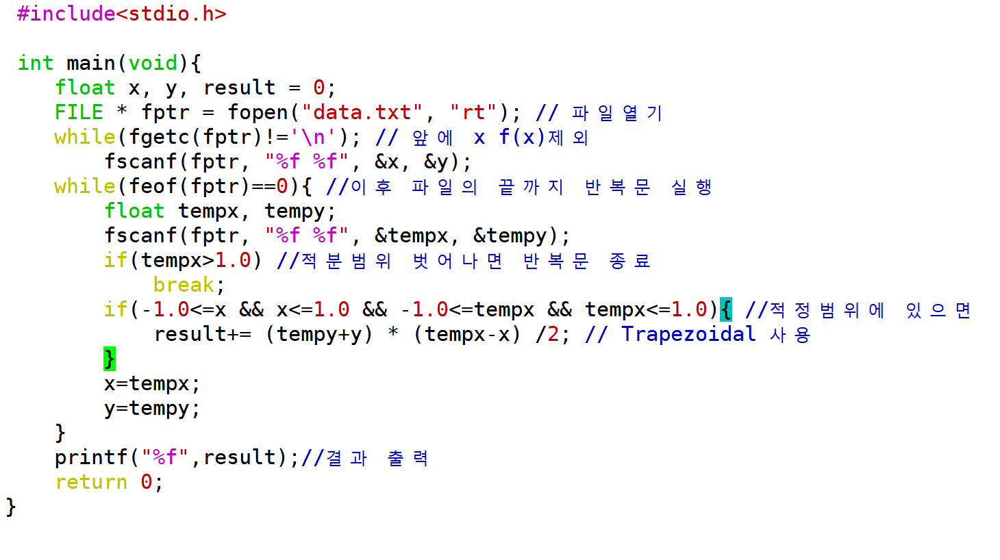 #include<stdio.h>
int main(void){
float x, y, result = 0;
FILE * fptr = fopen("data.txt", "rt"); // 파일열기
while(fgetc(fptr)!='\n'); // 앞에 x f(x)제외
fscanf(fptr, "%f %f", &x, &y);
while(feof(fptr)==0){ //이후 파일의 끝까지 반복문 실행
float tempx, tempy;
fscanf(fptr, "%f %f", &tempx, &tempy);
if(tempx>1.0) //적분범위 벗어나면 반복문 종료
break;
if(-1.0<=x && x<=1.0 && -1.0<=tempx && tempx<=1.0){ //적정범위에 있으면
result+= (tempy+y) * (tempx-x) /2; // Trapezoidal 사용
}
x=tempx;
y=tempy;
}
printf("%f",result);//결과 출력
return 0;
}